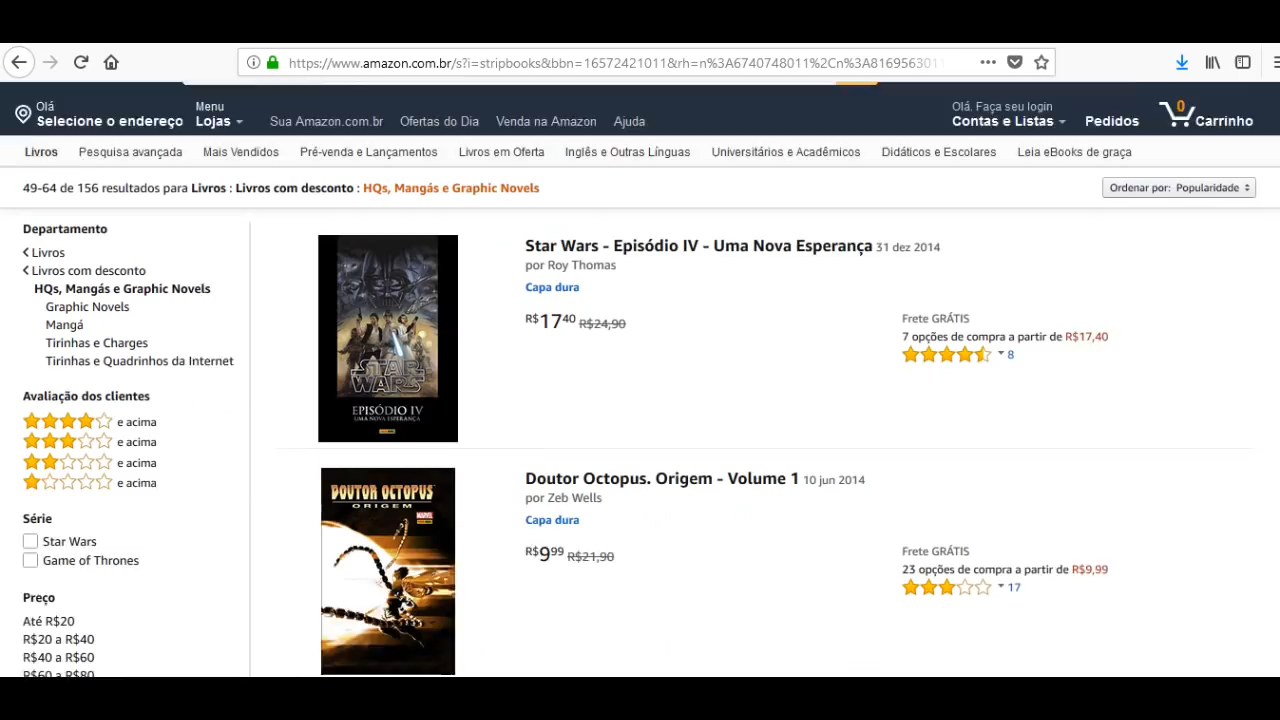 https://www.amazon.com.br/s?i=stripbooks&bbn=16572421011&rh=n%3A6740748011%2Cn%3A8169563011
Olá
Selecione o endereço
Menu
Lojas
Sua Amazon.com.br
Ofertas do Dia
Venda na Amazon
Ajuda
Olá. Faça seu login
Contas e Listas
Pedidos
0
Carrinho
Livros
Pesquisa avançada
Mais Vendidos
Pré-venda e Lançamentos
Livros em Oferta
Inglês e Outras Línguas
Universitários e Acadêmicos
Didáticos e Escolares
Leia eBooks de graça
49-64 de 156 resultados para Livros : Livros com desconto : HQs, Mangás e Graphic Novels
Ordenar por: Popularidade
Departamento
Livros
Livros com desconto
HQs, Mangás e Graphic Novels
Graphic Novels
Mangá
Tirinhas e Charges
Tirinhas e Quadrinhos da Internet
Avaliação dos clientes
e acima
e acima
e acima
e acima
Série
Star Wars
Game of Thrones
Preço
Até R$20
R$20 a R$40
R$40 a R$60
R$60 a R$80
STAR
WARS
EPISÓDIO IV
UMA NOVA ESPERANÇA
Star Wars - Episódio IV - Uma Nova Esperança 31 dez 2014
por Roy Thomas
Capa dura
R$17,40 R$24,90
Frete GRÁTIS
7 opções de compra a partir de R$17,40
8
DOUTOR OCTOPUS
ORIGEM
MARVEL
Doutor Octopus. Origem - Volume 1 10 jun 2014
por Zeb Wells
Capa dura
R$9,99 R$21,90
Frete GRÁTIS
23 opções de compra a partir de R$9,99
17